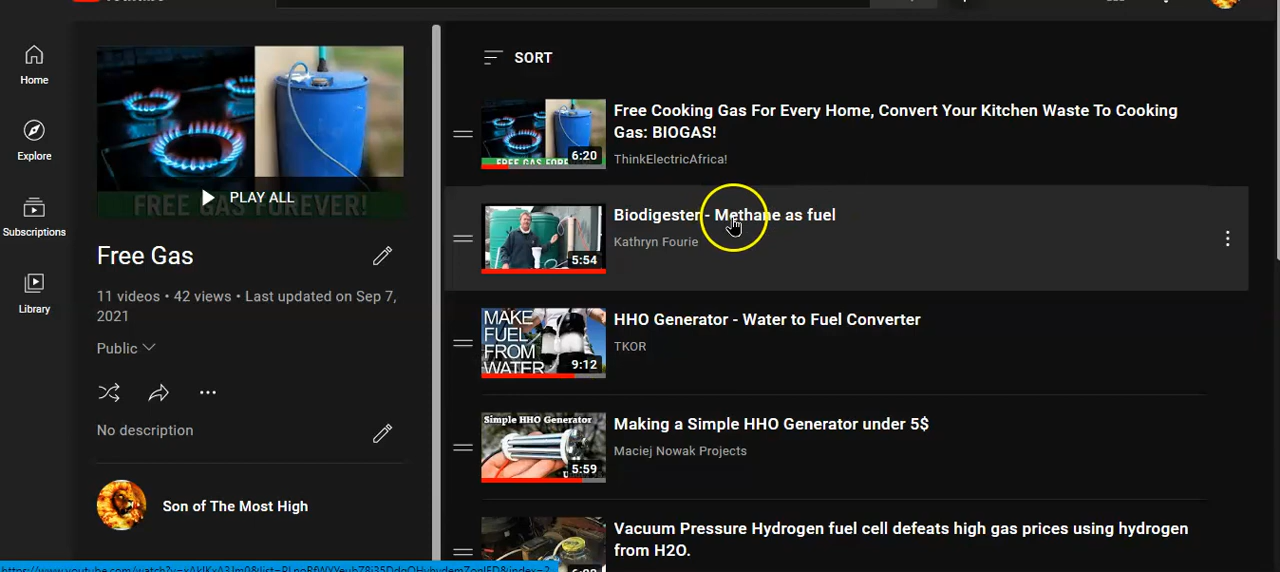 Home
Explore
Subscriptions
Library
FREE GAS FOREVER!
PLAY ALL
Free Gas
11 videos • 42 views • Last updated on Sep 7,
2021
Public
No description
Son of The Most High
SORT
6:20
Free Cooking Gas For Every Home, Convert Your Kitchen Waste To Cooking
Gas: BIOGAS!
ThinkElectricAfrica!
5:54
Biodigester - Methane as fuel
Kathryn Fourie
MAKE
FUEL
FROM
WATER
9:12
HHO Generator - Water to Fuel Converter
TKOR
Simple HHO Generator
5:59
Making a Simple HHO Generator under 5$
Maciej Nowak Projects
Vacuum Pressure Hydrogen fuel cell defeats high gas prices using hydrogen
from H2O.